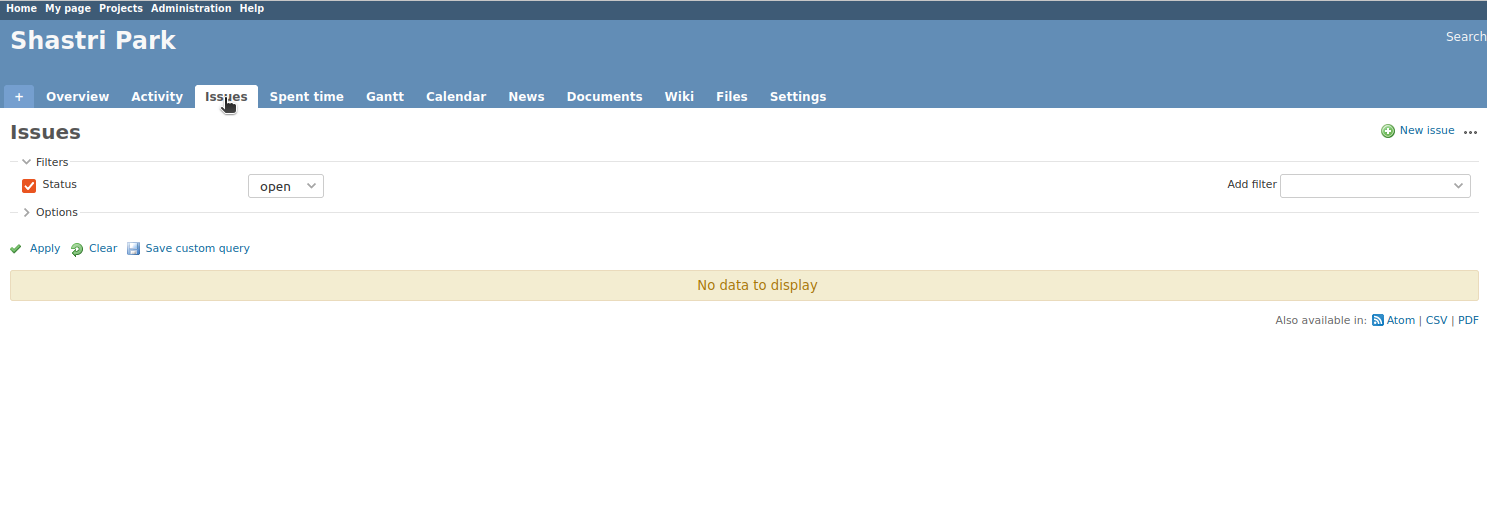 Home My page Projects Administration Help
Shastri Park
Search
+ Overview Activity Issues Spent time Gantt Calendar News Documents Wiki Files Settings
Issues
New issue ...
Filters
Status open Add filter
Options
Apply Clear Save custom query
No data to display
Also available in: Atom | CSV | PDF